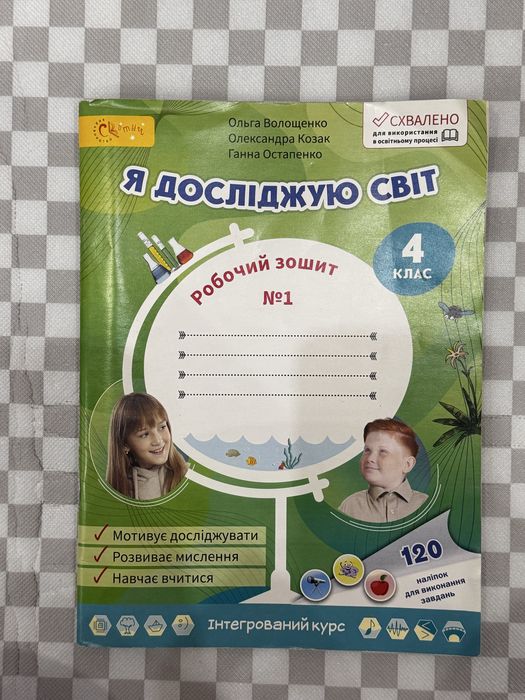 Світич
Ольга Волощенко
Олександра Козак
Ганна Остапенко
СХВАЛЕНО
для використання
в освітньому процесі
Я ДОСЛІДЖУЮ СВІТ
4
КЛАС
Робочий зошит
№1
Мотивує досліджувати
Розвиває мислення
Навчає вчитися
120
наліпок
для виконання
завдань
Інтегрований курс